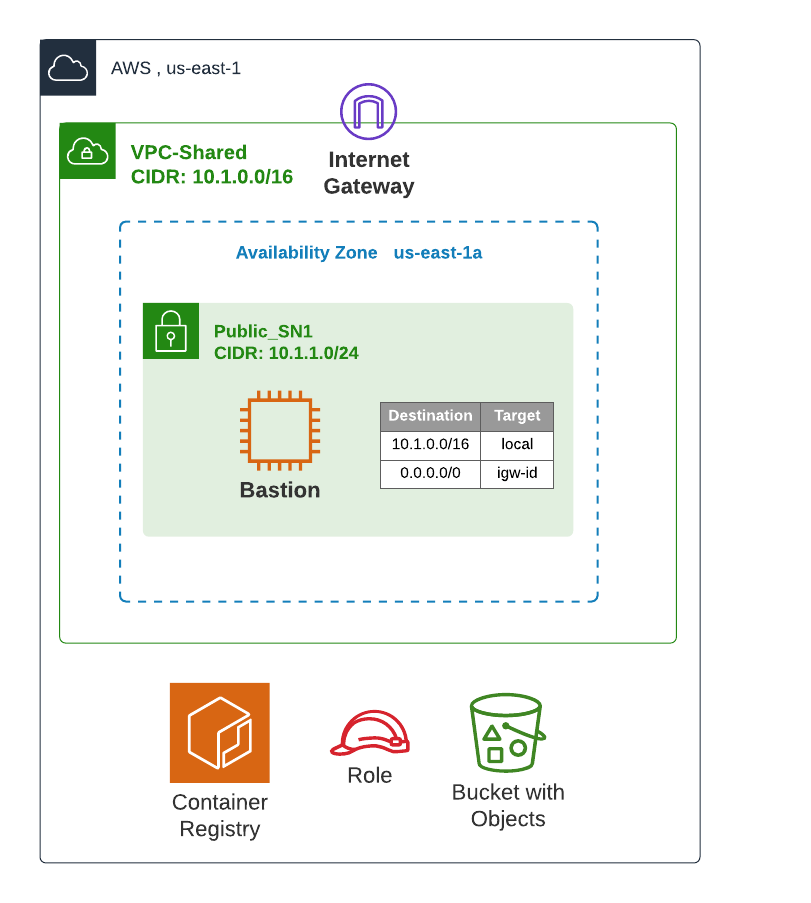 AWS , us-east-1
VPC-Shared
CIDR: 10.1.0.0/16
Internet
Gateway
Availability Zone us-east-1a
Public_SN1
CIDR: 10.1.1.0/24
Destination Target
10.1.0.0/16 local
0.0.0.0/0 igw-id
Bastion
Container
Registry
Role
Bucket with
Objects